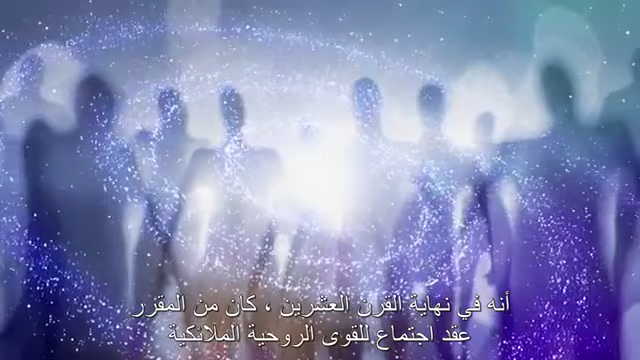 أنه في نهاية القرن العشرين ، كان من المقرر
عقد اجتماع للقوى الروحية الملائكية